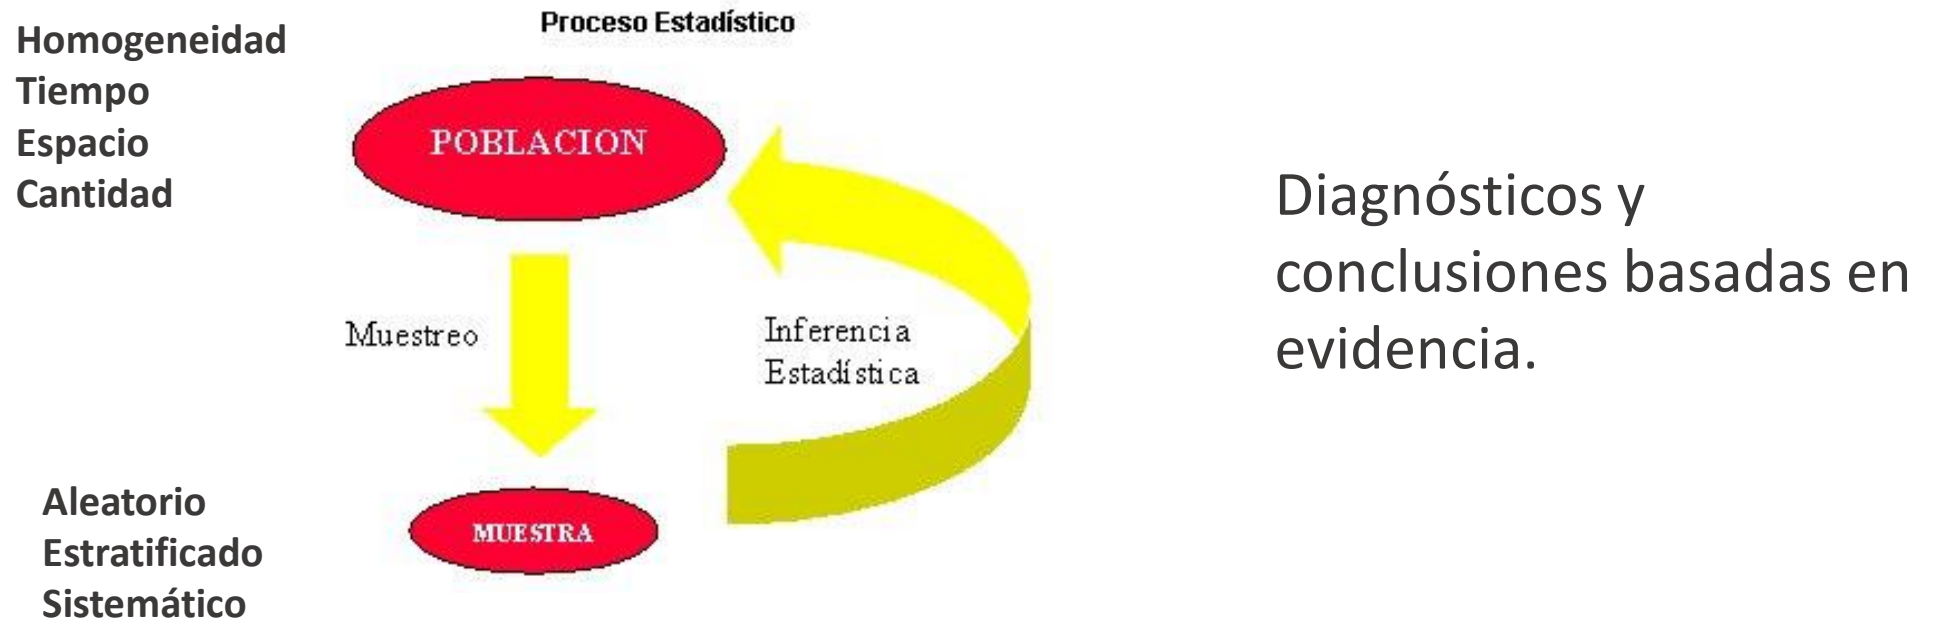 Proceso Estadístico
Homogeneidad
Tiempo
Espacio
Cantidad
POBLACION
Muestreo
Inferencia
Estadística
MUESTRA
Aleatorio
Estratificado
Sistemático
Diagnósticos y
conclusiones basadas en
evidencia.